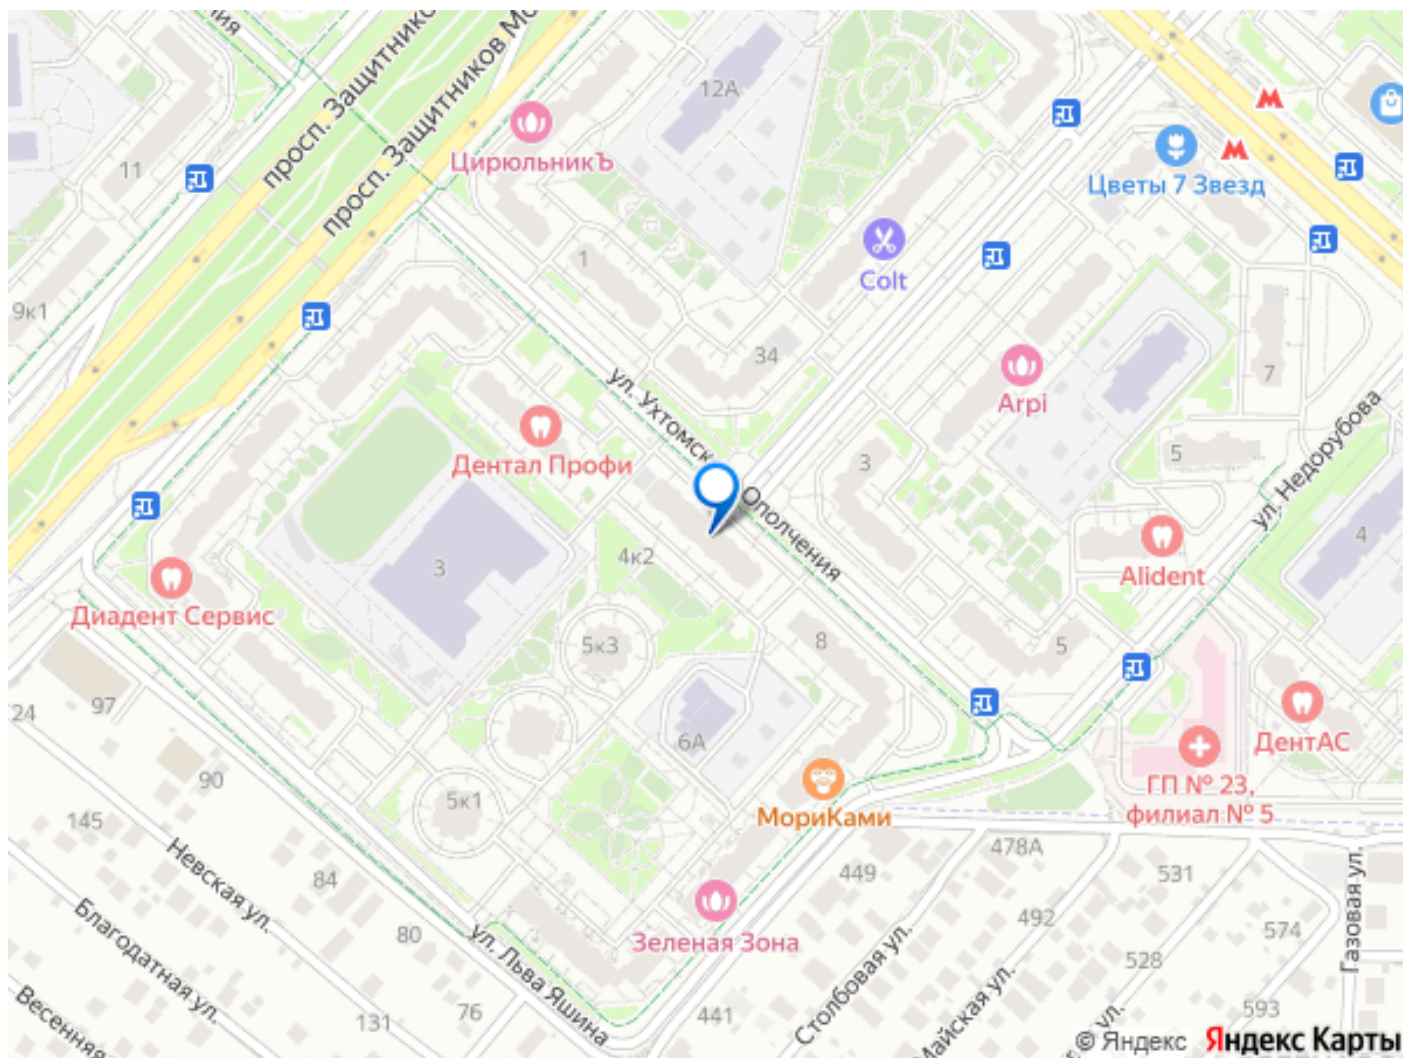 ния
просп. Защитников
просп. Защитников Мо
12А
ЦирюльникЪ
11
Цветы 7 Звезд
1
Colt
9к1
34
7
Arpi
ул. Ухтомск
Ополчения
Дентал Профи
3
5
ул. Недорубова
4
4к2
3
Alident
Диадент Сервис
5к3
8
5
97
24
6А
ДентАС
90
5к1
МориКами
ГП № 23,
филиал № 5
145
Невская ул.
84
449
478А
531
Газовая ул.
Благодатная ул.
80
ул. Льва Яшина
Зеленая Зона
492
574
Столбовая ул.
528
Весенняя
131
76
441
Майская ул.
ул.
593
© Яндекс Яндекс Карты